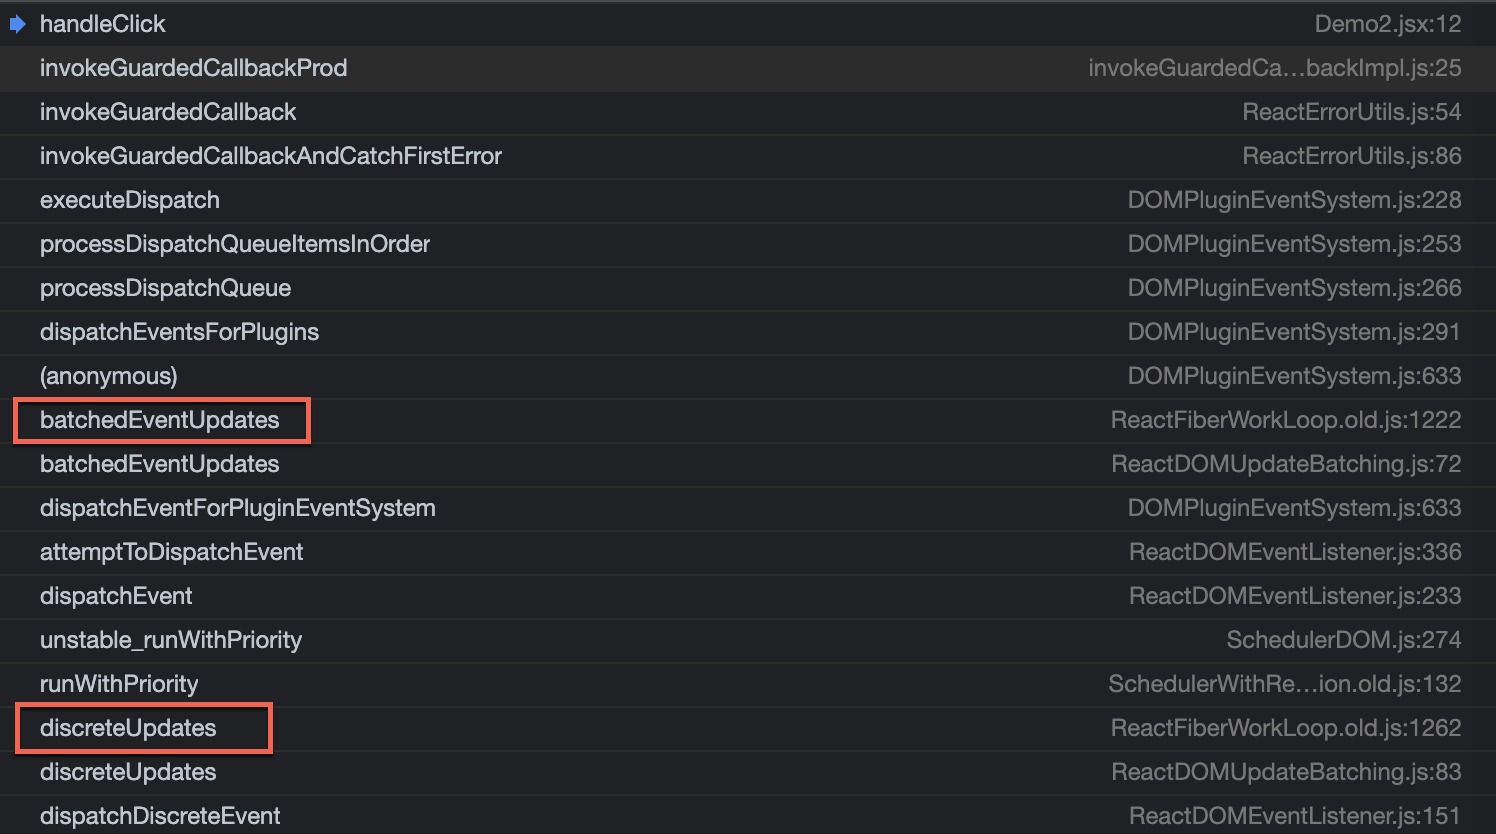 handleClick Demo2.jsx:12
invokeGuardedCallbackProd invokeGuardedCa…backImpl.js:25
invokeGuardedCallback ReactErrorUtils.js:54
invokeGuardedCallbackAndCatchFirstError ReactErrorUtils.js:86
executeDispatch DOMPluginEventSystem.js:228
processDispatchQueueItemsInOrder DOMPluginEventSystem.js:253
processDispatchQueue DOMPluginEventSystem.js:266
dispatchEventsForPlugins DOMPluginEventSystem.js:291
(anonymous) DOMPluginEventSystem.js:633
batchedEventUpdates ReactFiberWorkLoop.old.js:1222
batchedEventUpdates ReactDOMUpdateBatching.js:72
dispatchEventForPluginEventSystem DOMPluginEventSystem.js:633
attemptToDispatchEvent ReactDOMEventListener.js:336
dispatchEvent ReactDOMEventListener.js:233
unstable_runWithPriority SchedulerDOM.js:274
runWithPriority SchedulerWithRe…ion.old.js:132
discreteUpdates ReactFiberWorkLoop.old.js:1262
discreteUpdates ReactDOMUpdateBatching.js:83
dispatchDiscreteEvent ReactDOMEventListener.js:151